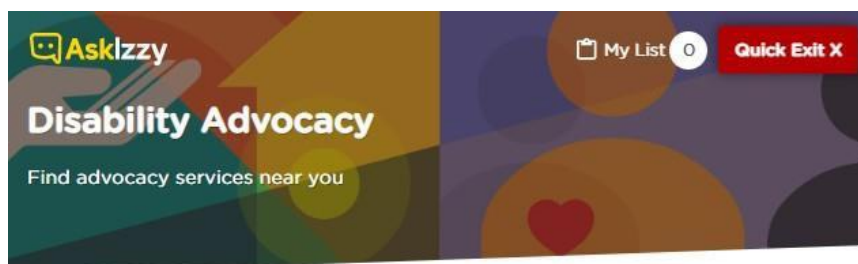 AskIzzy
My List 0
Quick Exit X
Disability Advocacy
Find advocacy services near you